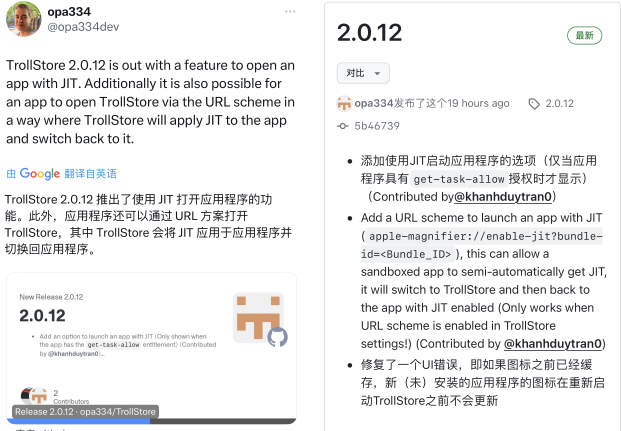 opa334
@opa334dev
TrollStore 2.0.12 is out with a feature to open an
app with JIT. Additionally it is also possible for
an app to open TrollStore via the URL scheme in
a way where TrollStore will apply JIT to the app
and switch back to it.
由 Google 翻译自英语
TrollStore 2.0.12 推出了使用 JIT 打开应用程序的功
能。此外，应用程序还可以通过 URL 方案打开
TrollStore，其中 TrollStore 会将 JIT 应用于应用程序并
切换回应用程序。
New Release 2.0.12
2.0.12
Add an option to launch an app with JIT (Only shown when
the app has the get-task-allow entitlement) (Contributed
by @khanhduytran0)...
2
Contributors
Release 2.0.12 · opa334/TrollStore
2.0.12
最新
对比
opa334发布了这个19 hours ago
2.0.12
5b46739
添加使用JIT启动应用程序的选项（仅当应用
程序具有 get-task-allow 授权时才显示）
（Contributed by@khanhduytran0）
Add a URL scheme to launch an app with JIT
( apple-magnifier://enable-jit?bundle-
id=<Bundle_ID> ), this can allow a
sandboxed app to semi-automatically get JIT,
it will switch to TrollStore and then back to
the app with JIT enabled (Only works when
URL scheme is enabled in TrollStore
settings!) (Contributed by @khanhduytran0)
修复了一个UI错误，即如果图标之前已经缓
存，新（未）安装的应用程序的图标在重新启
动TrollStore之前不会更新